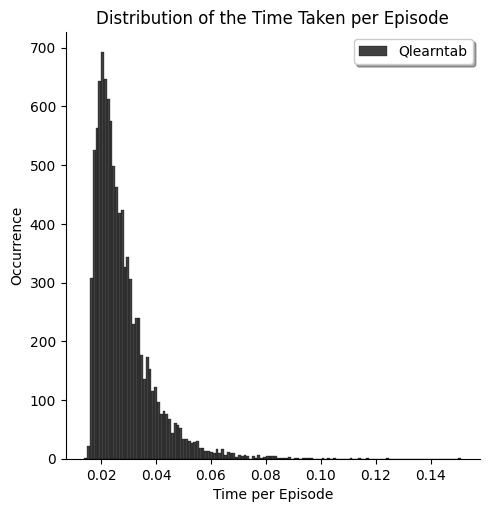 Distribution of the Time Taken per Episode
Qlearntab
700
600
500
400
300
200
100
0
Occurrence
0.02 0.04 0.06 0.08 0.10 0.12 0.14
Time per Episode